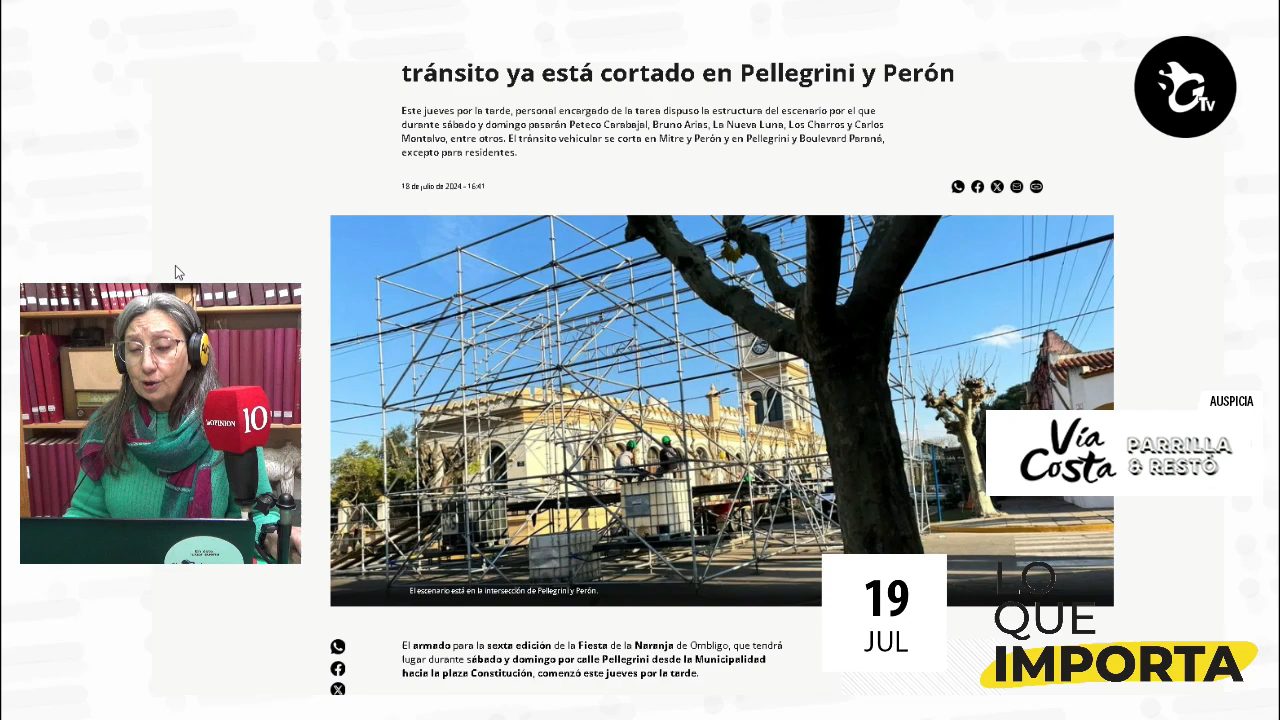 tránsito ya está cortado en Pellegrini y Perón
Este jueves por la tarde, personal encargado de la tarea dispuso la estructura del escenario por el que
durante sábado y domingo pasarán Peteco Carabajal, Bruno Arias, La Nueva Luna, Los Charros y Carlos
Montalvo, entre otros. El tránsito vehicular se corta en Mitre y Perón y en Pellegrini y Boulevard Paraná,
excepto para residentes.
18 de julio de 2024 - 16:41
GTV
LAOPINION
10
AUSPICIA
Vía
Costa
PARRILLA
& RESTÓ
El escenario está en la intersección de Pellegrini y Perón.
19
JUL
LO
QUE
IMPORTA
El armado para la sexta edición de la Fiesta de la Naranja de Ombligo, que tendrá
lugar durante sábado y domingo por calle Pellegrini desde la Municipalidad
hacia la plaza Constitución, comenzó este jueves por la tarde.